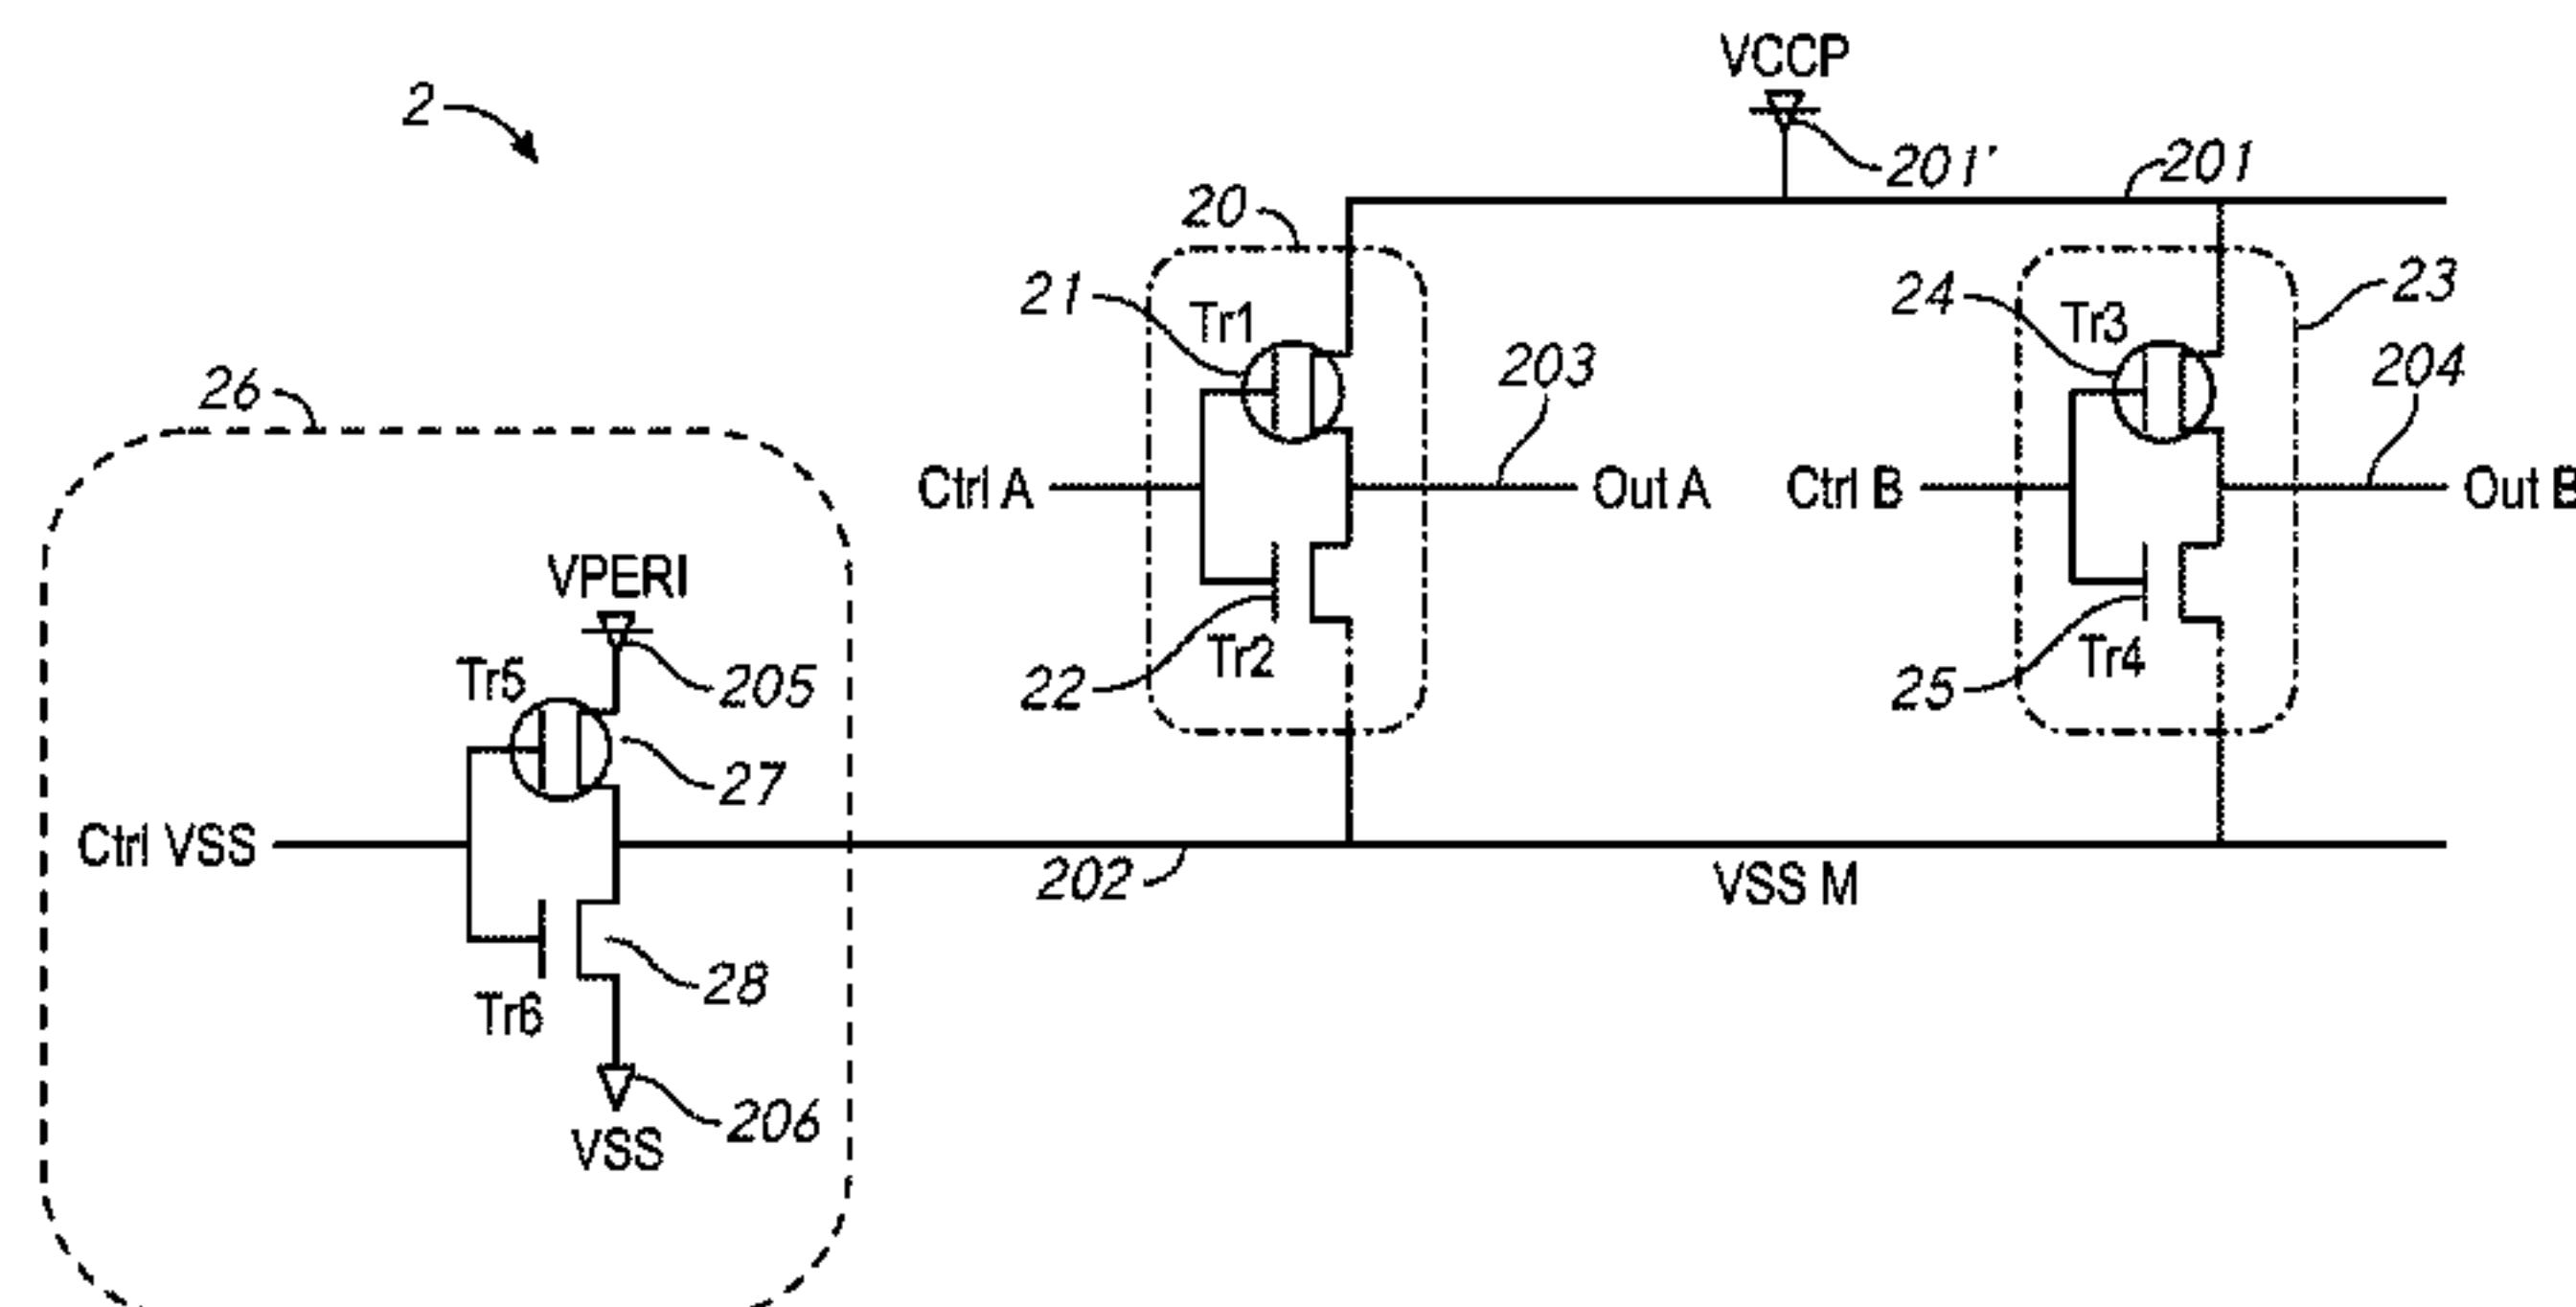 VCCP
2
201'
201
20
21
Tr1
24
Tr3
23
203
204
26
Ctrl A
Out A
Ctrl B
Out B
VPERI
Tr5
205
22
Tr2
25
Tr4
27
Ctrl VSS
202
VSS M
28
Tr6
206
VSS